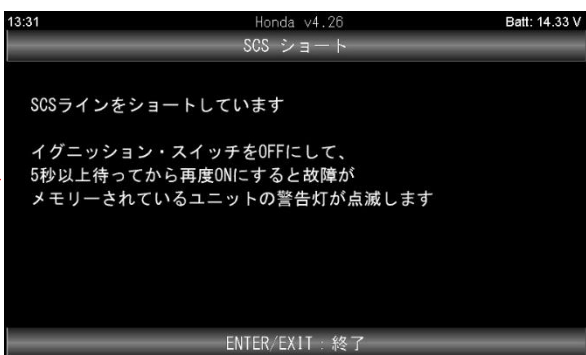 13:31 Honda v4.26 Batt: 14.33 V
SCS ショート
SCSラインをショートしています
イグニッション・スイッチをOFFにして、
5秒以上待ってから再度ONにすると故障が
メモリーされているユニットの警告灯が点滅します
ENTER/EXIT : 終了